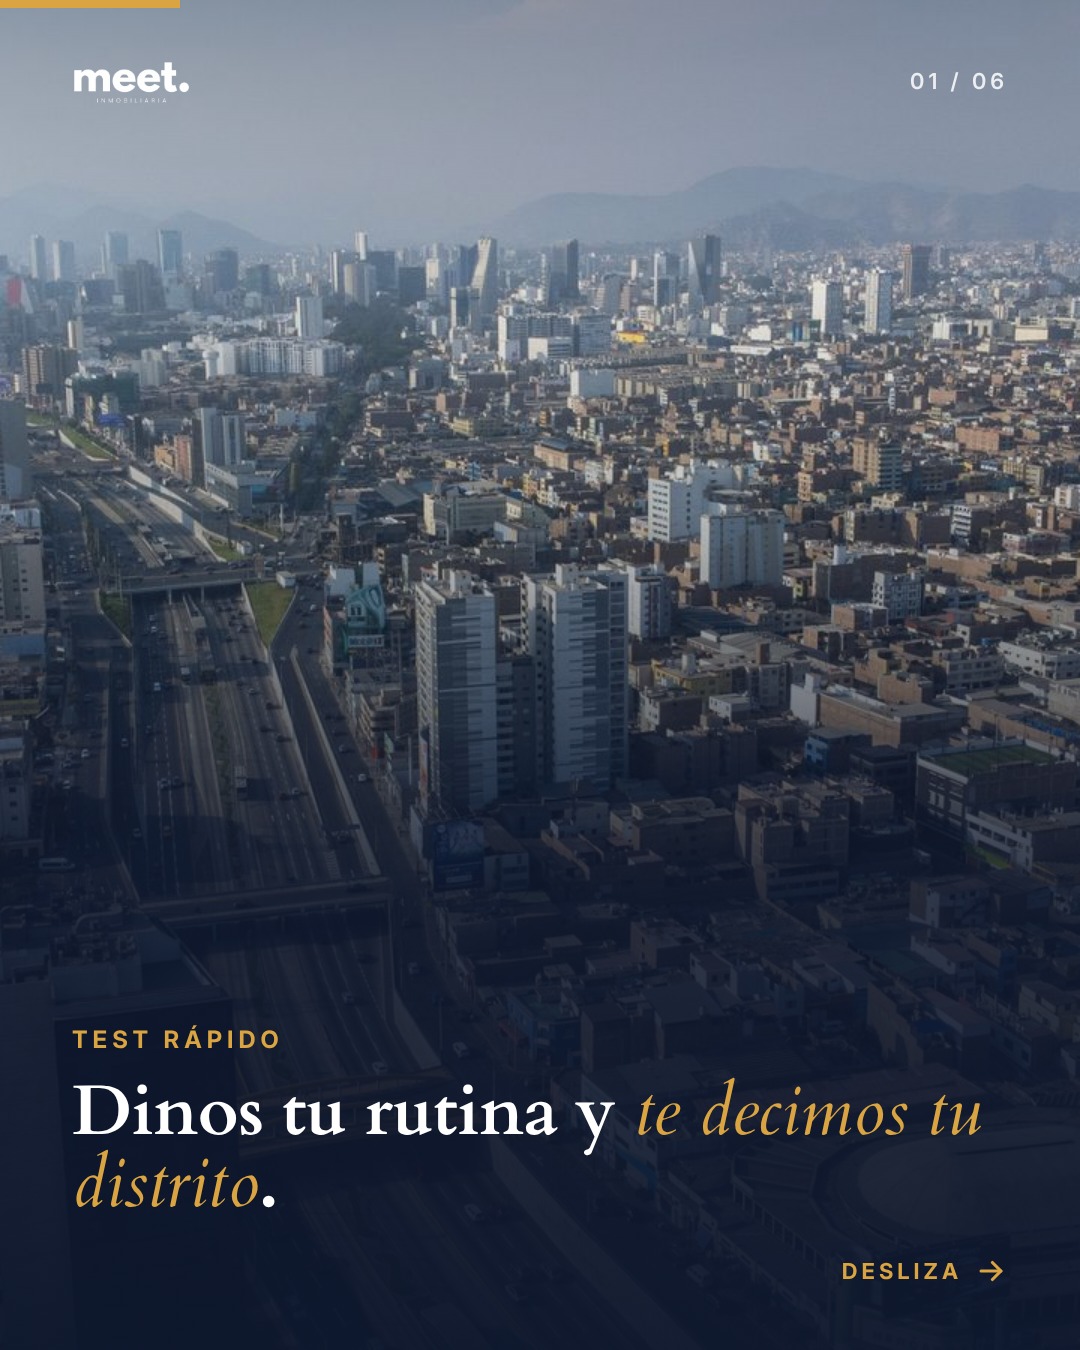 meet.
INMOBILIARIA
01 / 06
TEST RÁPIDO
Dinos tu rutina y te decimos tu
distrito.
DESLIZA →